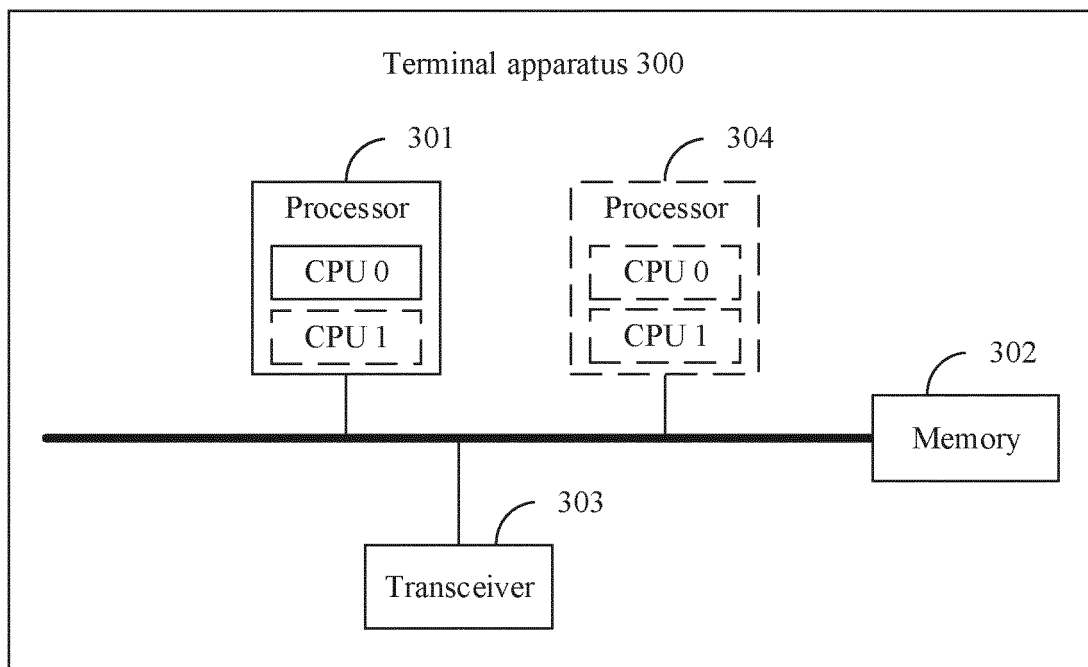 Terminal apparatus 300
301
304
Processor
CPU 0
CPU 1
Processor
CPU 0
CPU 1
302
Memory
303
Transceiver